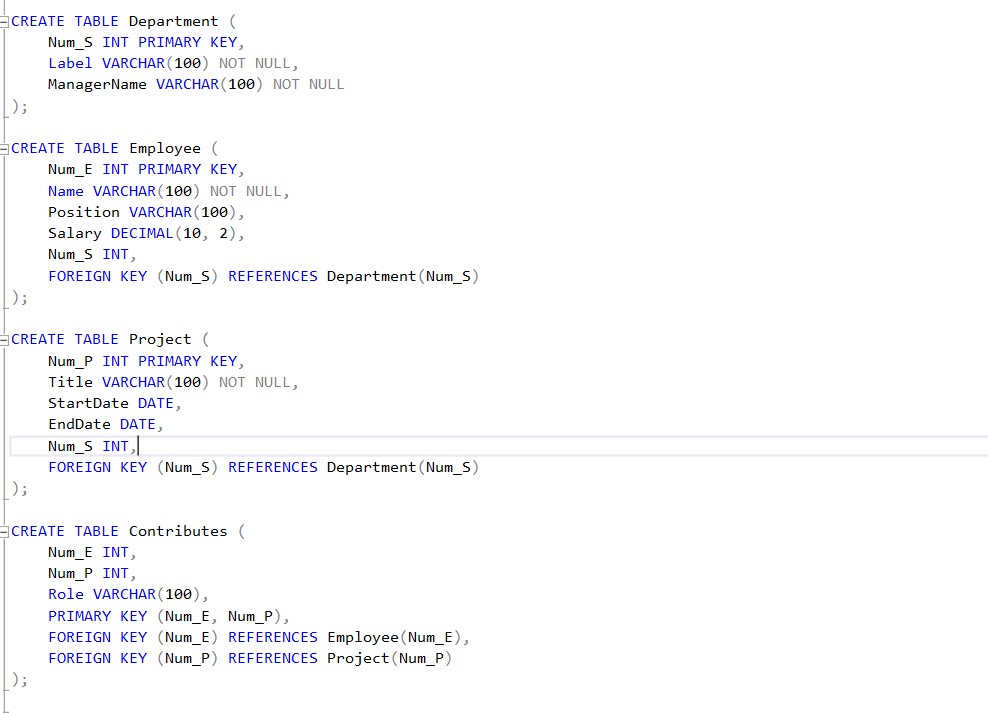 CREATE TABLE Department (
    Num_S INT PRIMARY KEY,
    Label VARCHAR(100) NOT NULL,
    ManagerName VARCHAR(100) NOT NULL
);

CREATE TABLE Employee (
    Num_E INT PRIMARY KEY,
    Name VARCHAR(100) NOT NULL,
    Position VARCHAR(100),
    Salary DECIMAL(10, 2),
    Num_S INT,
    FOREIGN KEY (Num_S) REFERENCES Department(Num_S)
);

CREATE TABLE Project (
    Num_P INT PRIMARY KEY,
    Title VARCHAR(100) NOT NULL,
    StartDate DATE,
    EndDate DATE,
    Num_S INT,
    FOREIGN KEY (Num_S) REFERENCES Department(Num_S)
);

CREATE TABLE Contributes (
    Num_E INT,
    Num_P INT,
    Role VARCHAR(100),
    PRIMARY KEY (Num_E, Num_P),
    FOREIGN KEY (Num_E) REFERENCES Employee(Num_E),
    FOREIGN KEY (Num_P) REFERENCES Project(Num_P)
);